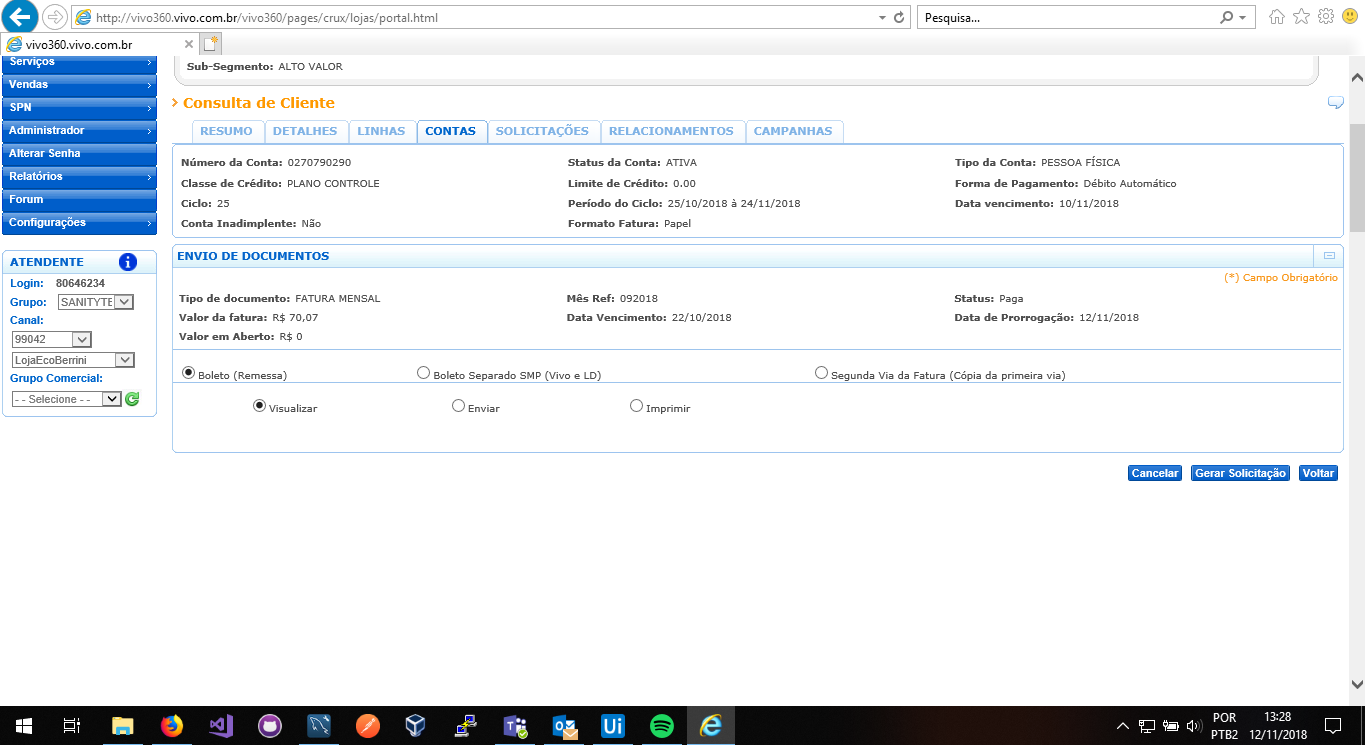 http://vivo360.vivo.com.br/vivo360/pages/crux/lojas/portal.html
Pesquisa...
vivo360.vivo.com.br
Serviços
Vendas
SPN
Administrador
Alterar Senha
Relatórios
Forum
Configurações
ATENDENTE i
Login: 80646234
Grupo: SANITYTE
Canal:
99042
LojaEcoBerrini
Grupo Comercial:
- - Selecione - -
Sub-Segmento: ALTO VALOR
Consulta de Cliente
RESUMO DETALHES LINHAS CONTAS SOLICITAÇÕES RELACIONAMENTOS CAMPANHAS
Número da Conta: 0270790290 Status da Conta: ATIVA Tipo da Conta: PESSOA FÍSICA
Classe de Crédito: PLANO CONTROLE Limite de Crédito: 0.00 Forma de Pagamento: Débito Automático
Ciclo: 25 Período do Ciclo: 25/10/2018 à 24/11/2018 Data vencimento: 10/11/2018
Conta Inadimplente: Não Formato Fatura: Papel
ENVIO DE DOCUMENTOS
(*) Campo Obrigatório
Tipo de documento: FATURA MENSAL Mês Ref: 092018 Status: Paga
Valor da fatura: R$ 70,07 Data Vencimento: 22/10/2018 Data de Prorrogação: 12/11/2018
Valor em Aberto: R$ 0
Boleto (Remessa) Boleto Separado SMP (Vivo e LD) Segunda Via da Fatura (Cópia da primeira via)
Visualizar Enviar Imprimir
Cancelar Gerar Solicitação Voltar
Ui
POR 13:28
PTB2 12/11/2018